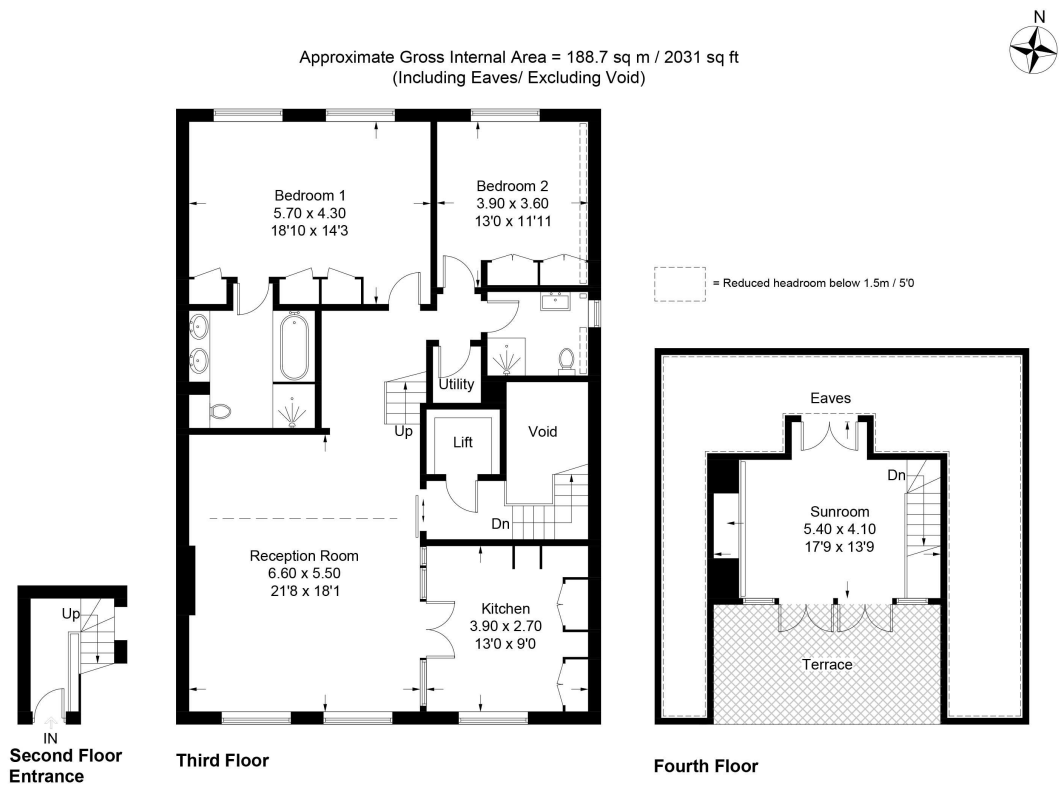 N
Approximate Gross Internal Area = 188.7 sq m / 2031 sq ft
(Including Eaves/ Excluding Void)
Bedroom 1
5.70 x 4.30
18'10 x 14'3
Bedroom 2
3.90 x 3.60
13'0 x 11'11
= Reduced headroom below 1.5m / 5'0
Utility
Up
Lift
Void
Dn
Reception Room
6.60 x 5.50
21'8 x 18'1
Kitchen
3.90 x 2.70
13'0 x 9'0
Eaves
Dn
Sunroom
5.40 x 4.10
17'9 x 13'9
Terrace
Up
IN
Second Floor
Entrance
Third Floor
Fourth Floor